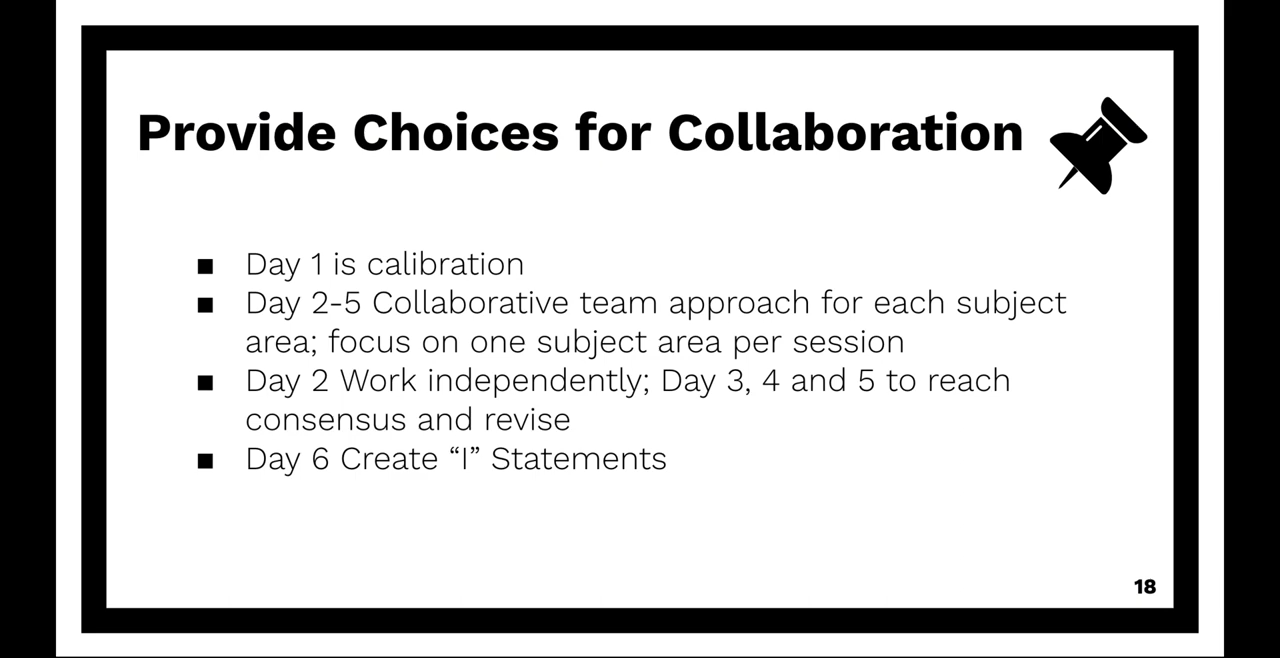 Provide Choices for Collaboration
■ Day 1 is calibration
■ Day 2-5 Collaborative team approach for each subject
area; focus on one subject area per session
■ Day 2 Work independently; Day 3, 4 and 5 to reach
consensus and revise
■ Day 6 Create “I” Statements
18